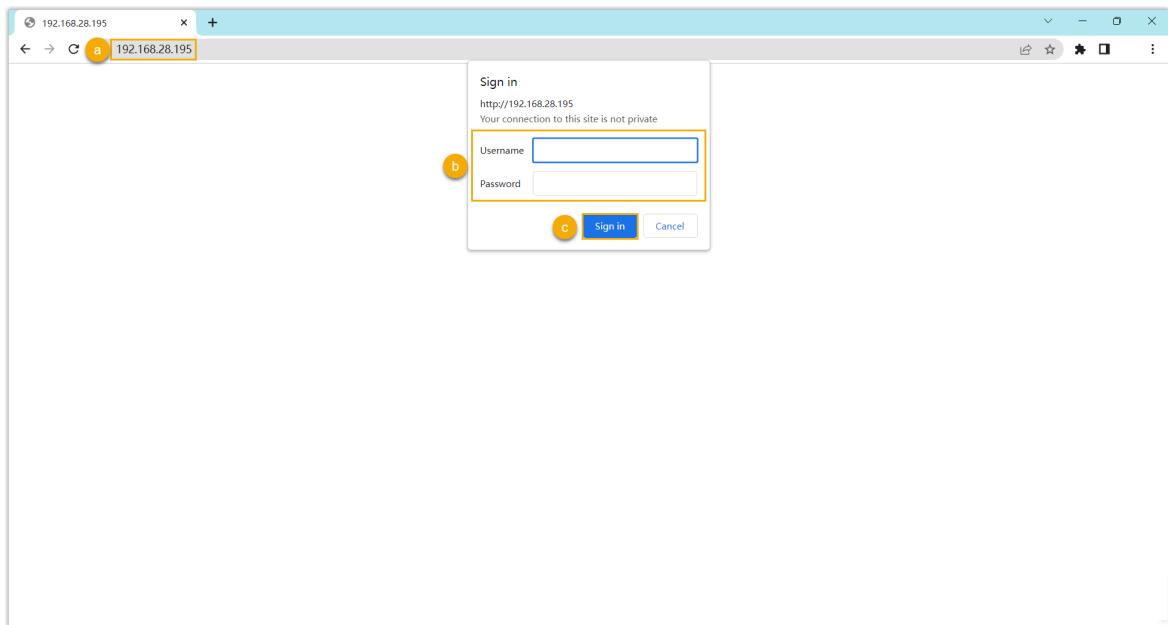 192.168.28.195
a 192.168.28.195
Sign in
http://192.168.28.195
Your connection to this site is not private
b
Username
Password
c Sign in Cancel